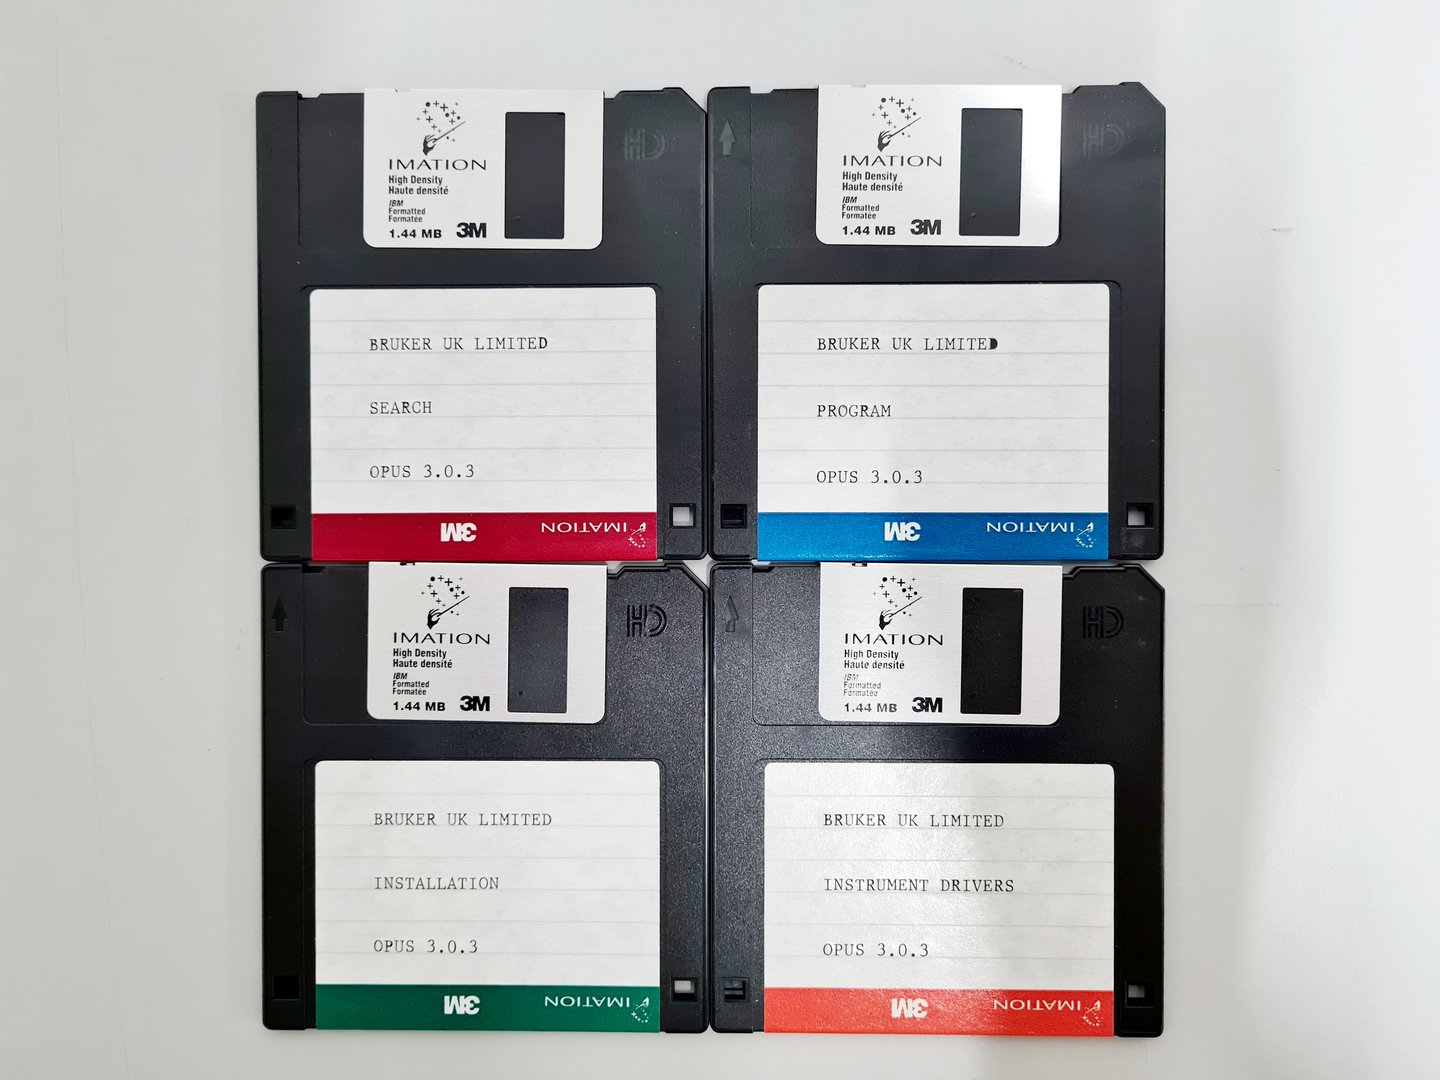 IMATION
High Density
Haute densité
IBM
Formatted
Formatée
1.44 MB 3M
HD
BRUKER UK LIMITED
SEARCH
OPUS 3.0.3
3M IMATION
IMATION
High Density
Haute densité
IBM
Formatted
Formatée
1.44 MB 3M
HD
BRUKER UK LIMITED
PROGRAM
OPUS 3.0.3
3M IMATION
IMATION
High Density
Haute densité
IBM
Formatted
Formatée
1.44 MB 3M
HD
BRUKER UK LIMITED
INSTALLATION
OPUS 3.0.3
3M IMATION
IMATION
High Density
Haute densité
IBM
Formatted
Formatée
1.44 MB 3M
HD
BRUKER UK LIMITED
INSTRUMENT DRIVERS
OPUS 3.0.3
3M IMATION